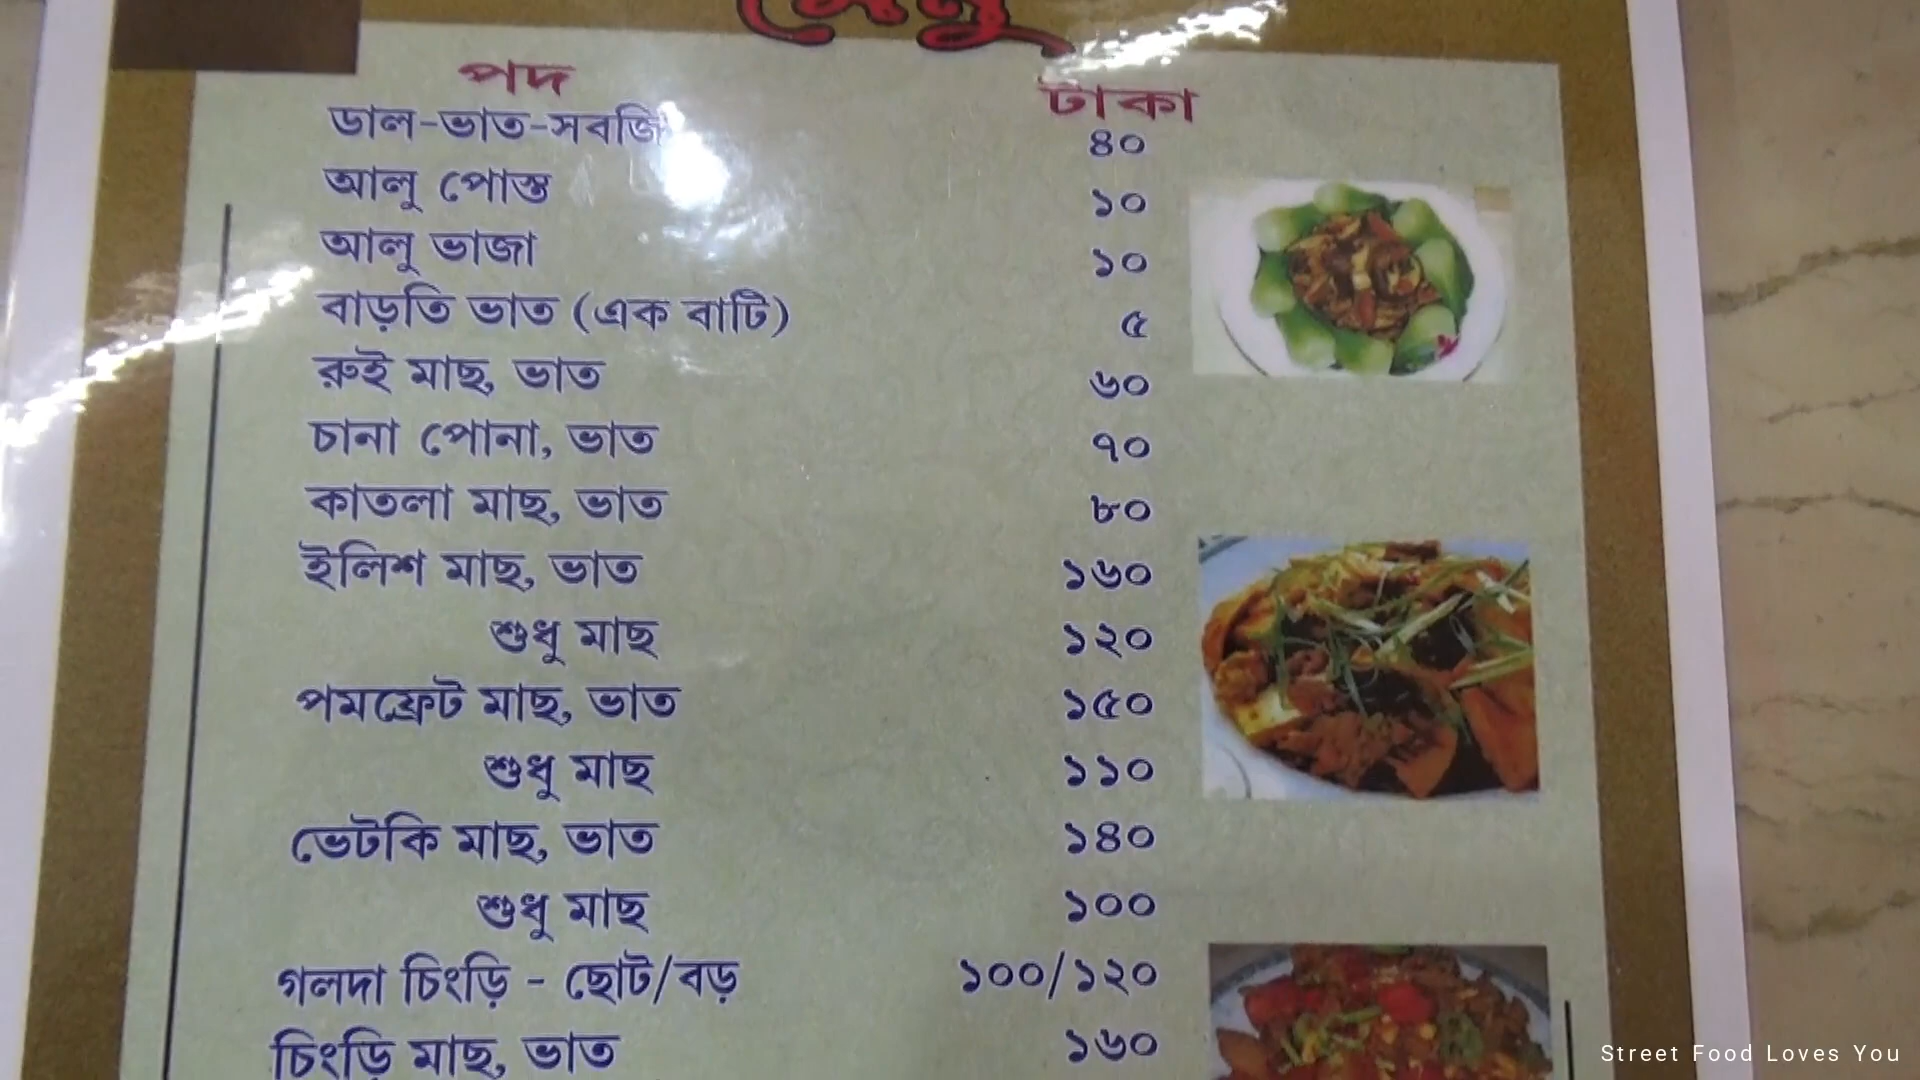 মেনু
পদ টাকা
ডাল-ভাত-সবজি ৪০
আলু পোস্ত ১০
আলু ভাজা ১০
বাড়তি ভাত (এক বাটি) ৫
রুই মাছ, ভাত ৬০
চানা পোনা, ভাত ৭০
কাতলা মাছ, ভাত ৮০
ইলিশ মাছ, ভাত ১৬০
শুধু মাছ ১২০
পমফ্রেট মাছ, ভাত ১৫০
শুধু মাছ ১১০
ভেটকি মাছ, ভাত ১৪০
শুধু মাছ ১০০
গলদা চিংড়ি - ছোট/বড় ১০০/১২০
চিংড়ি মাছ, ভাত ১৬০
Street Food Loves You